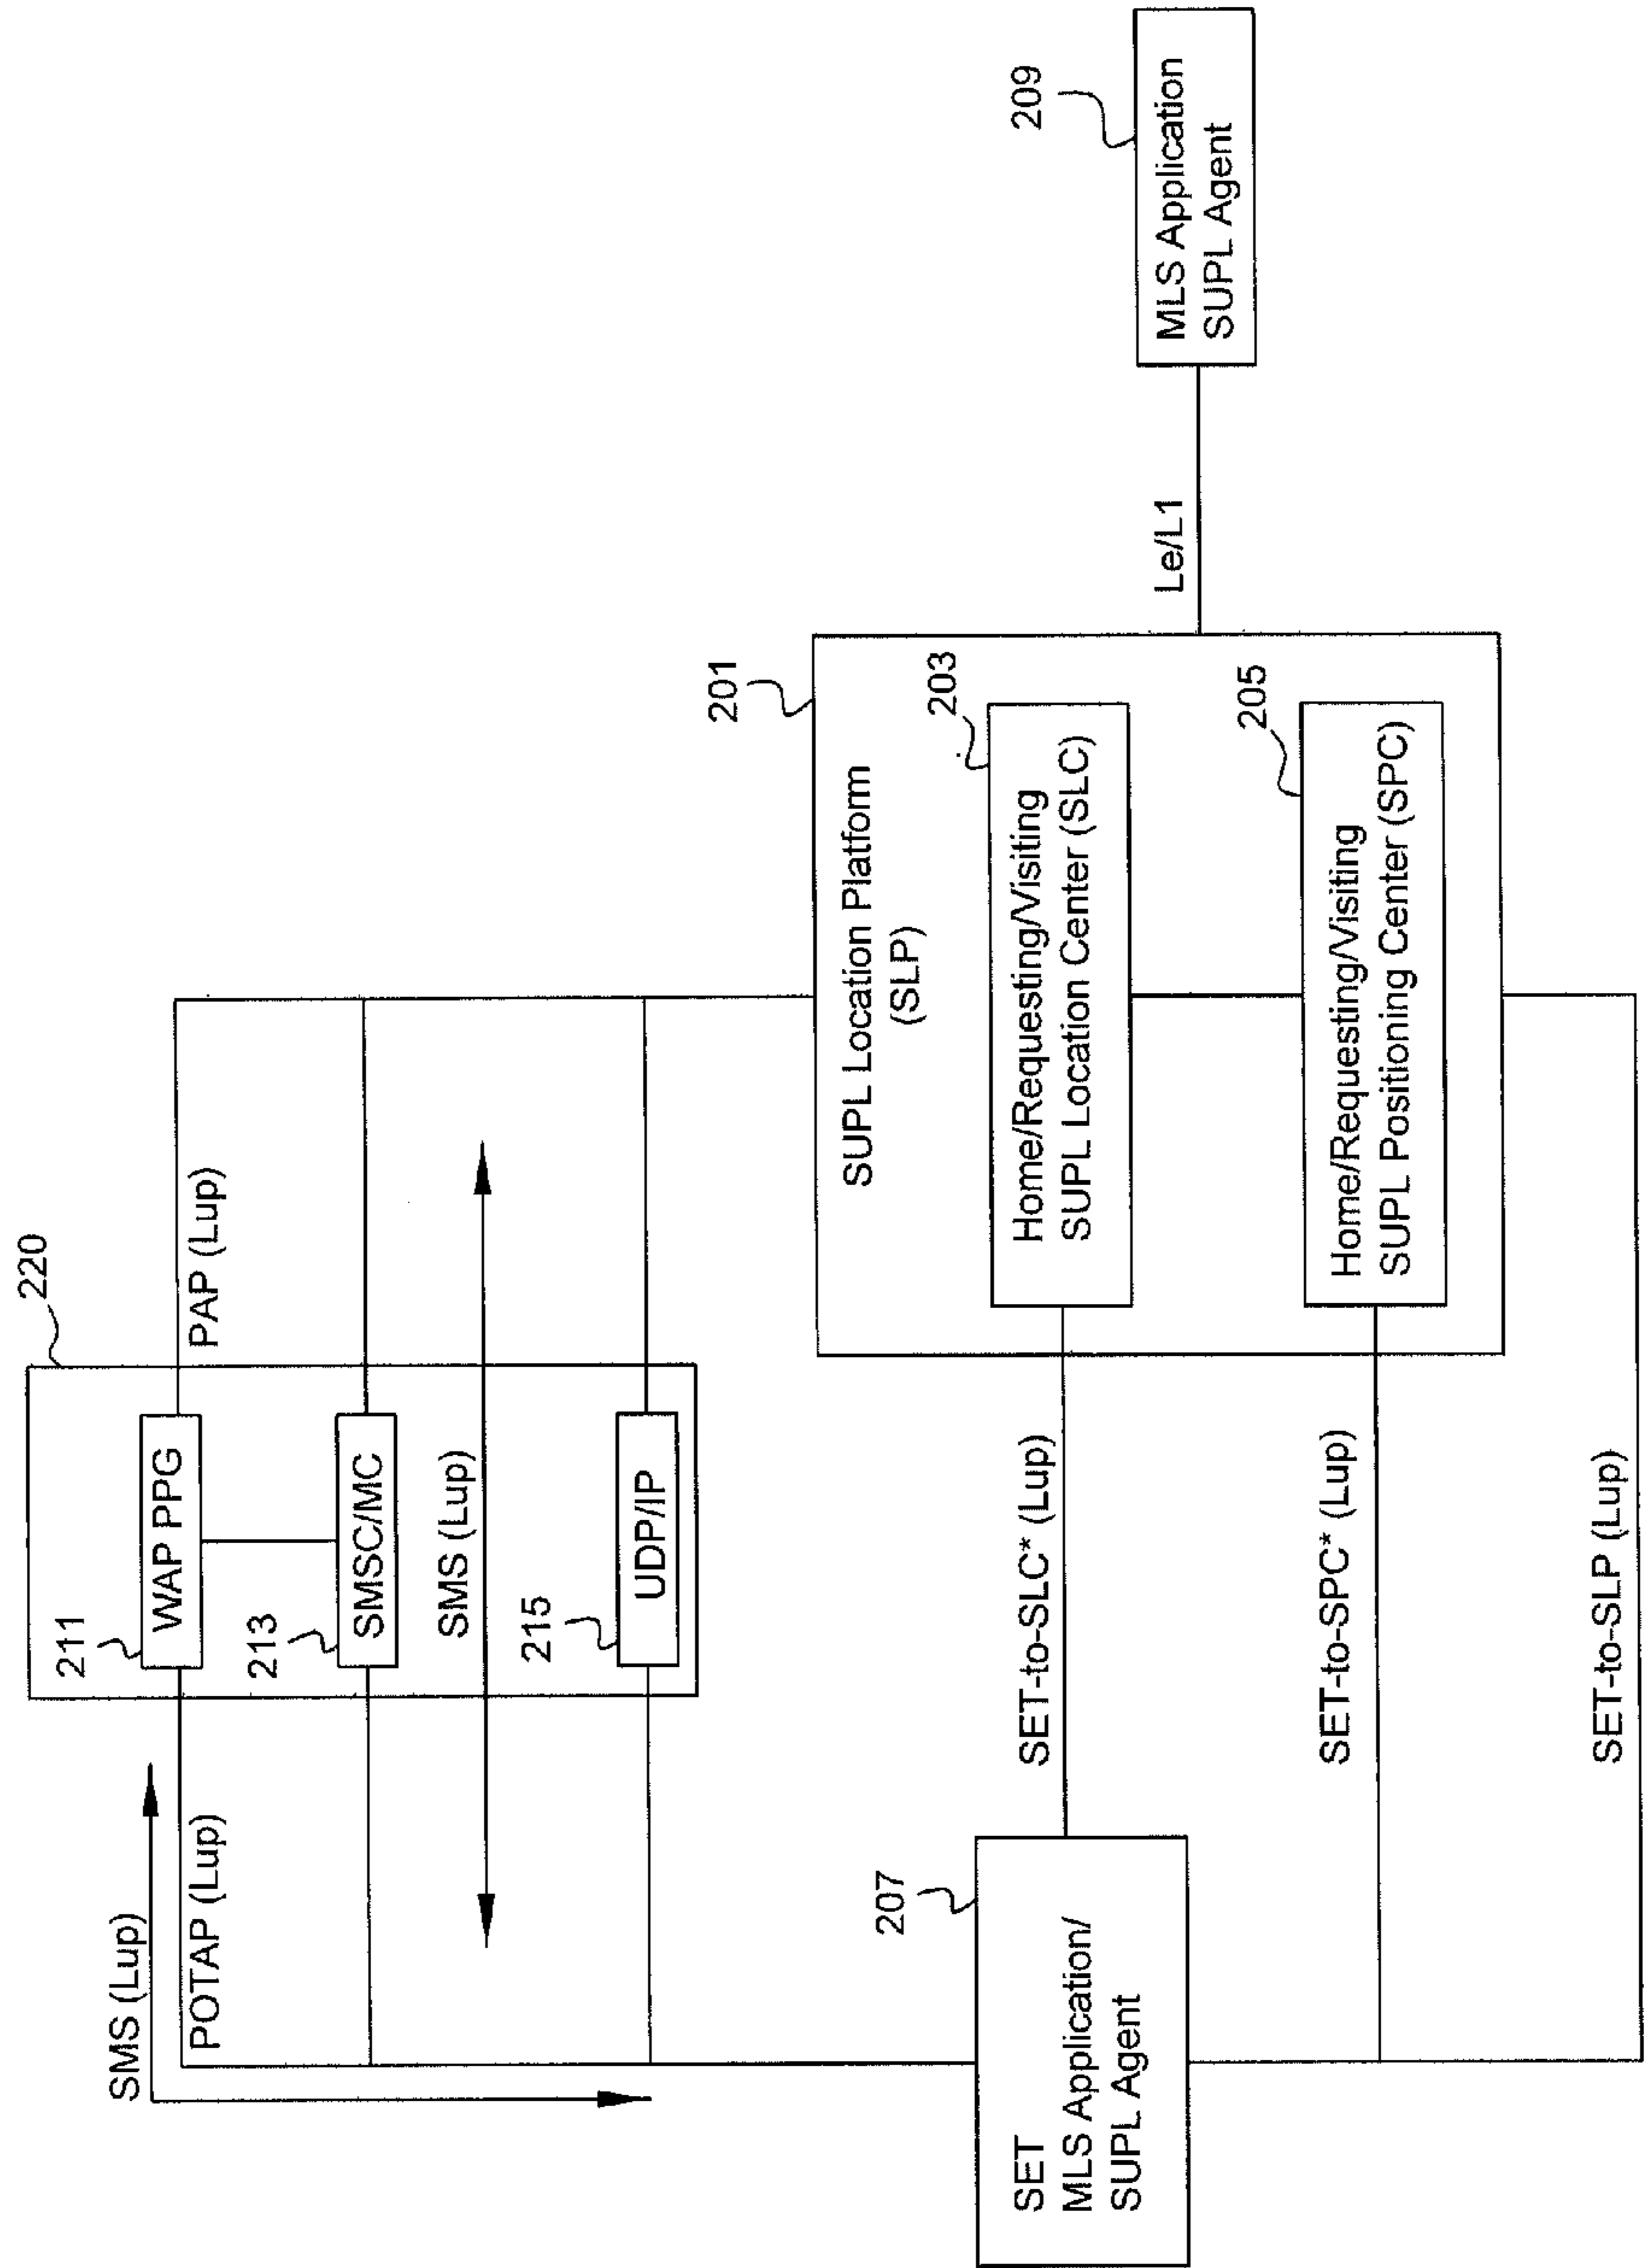 SMS (Lup)
POTAP (Lup)
220
211
WAP PPG
PAP (Lup)
213
SMSC/MC
SMS (Lup)
215
UDP/IP
201
SUPL Location Platform
(SLP)
207
SET
MLS Application/
SUPL Agent
SET-to-SLC* (Lup)
203
Home/Requesting/Visiting
SUPL Location Center (SLC)
Le/L1
209
MLS Application
SUPL Agent
SET-to-SPC* (Lup)
205
Home/Requesting/Visiting
SUPL Positioning Center (SPC)
SET-to-SLP (Lup)